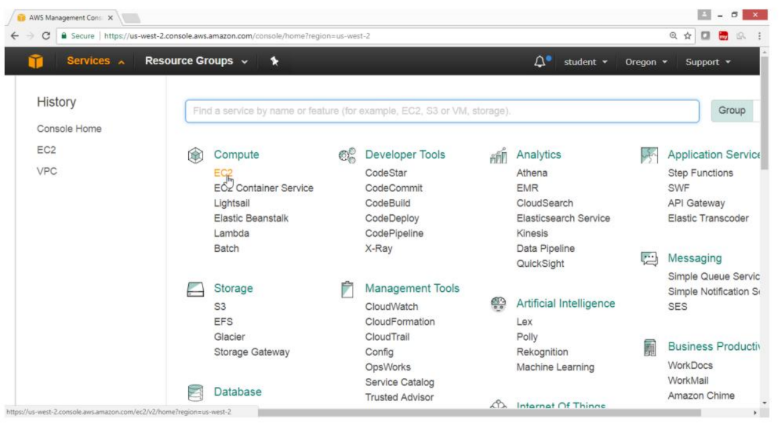 AWS Management Cons
Secure | https://us-west-2.console.aws.amazon.com/console/home?region=us-west-2
Services
Resource Groups
student
Oregon
Support
History
Console Home
EC2
VPC
Find a service by name or feature (for example, EC2, S3 or VM, storage).
Group
Compute
EC2
EC2 Container Service
Lightsail
Elastic Beanstalk
Lambda
Batch
Storage
S3
EFS
Glacier
Storage Gateway
Database
Developer Tools
CodeStar
CodeCommit
CodeBuild
CodeDeploy
CodePipeline
X-Ray
Management Tools
CloudWatch
CloudFormation
CloudTrail
Config
OpsWorks
Service Catalog
Trusted Advisor
Analytics
Athena
EMR
CloudSearch
Elasticsearch Service
Kinesis
Data Pipeline
QuickSight
Artificial Intelligence
Lex
Polly
Rekognition
Machine Learning
Internet Of Things
Application Service
Step Functions
SWF
API Gateway
Elastic Transcoder
Messaging
Simple Queue Servic
Simple Notification Se
SES
Business Productiv
WorkDocs
WorkMail
Amazon Chime
https://us-west-2.console.aws.amazon.com/ec2/v2/home?region=us-west-2